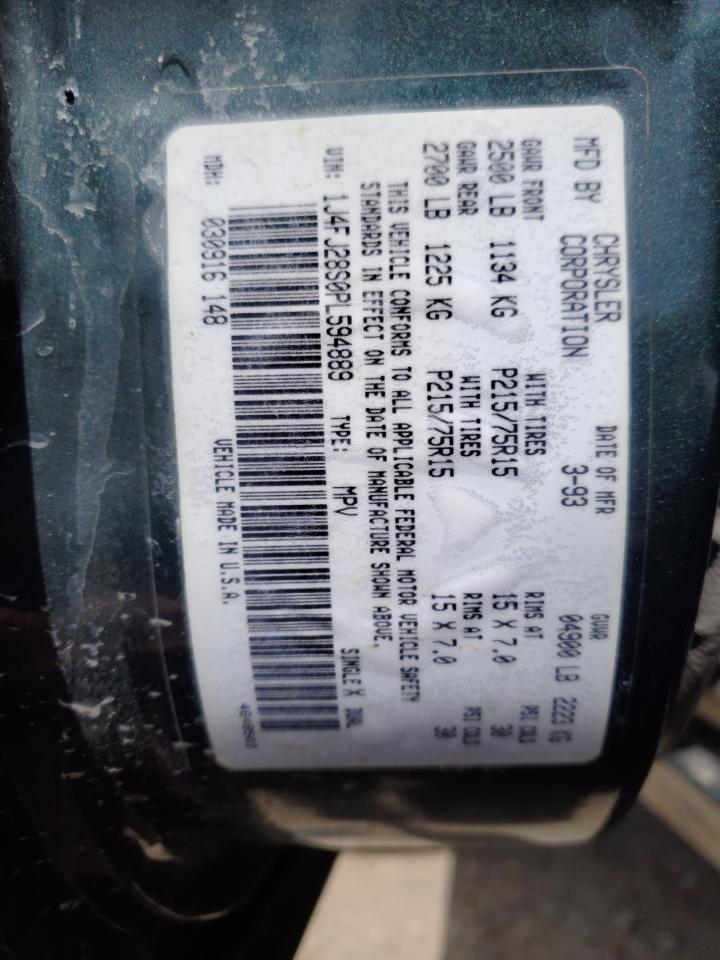 MFD BY CHRYSLER CORPORATION DATE OF MFR 3-93 GVWR 04900 LB 2223 KG
GAWR FRONT WITH TIRES RIMS AT PSI COLD
2500 LB 1134 KG P215/75R15 15 X 7.0 30
GAWR REAR WITH TIRES RIMS AT PSI COLD
2700 LB 1225 KG P215/75R15 15 X 7.0 30
THIS VEHICLE CONFORMS TO ALL APPLICABLE FEDERAL MOTOR VEHICLE SAFETY
STANDARDS IN EFFECT ON THE DATE OF MANUFACTURE SHOWN ABOVE.
VIN: 1J4FJ28S0PL594889 TYPE: MPV SINGLE X DUAL
MDH: 030916 148 VEHICLE MADE IN U.S.A.